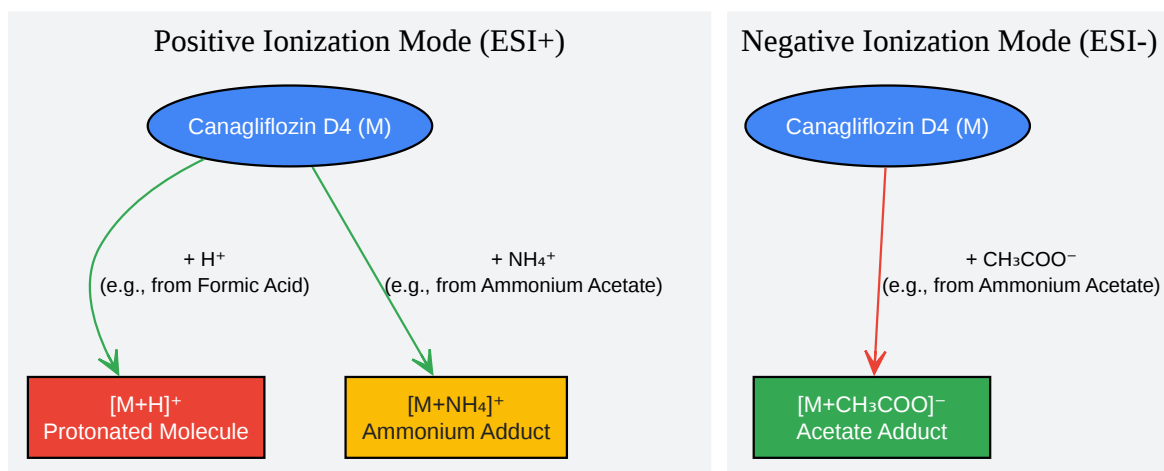 Positive Ionization Mode (ESI+)
Canagliflozin D4 (M)
+ H⁺
(e.g., from Formic Acid)
+ NH₄⁺
(e.g., from Ammonium Acetate)
[M+H]⁺
Protonated Molecule
[M+NH₄]⁺
Ammonium Adduct
Negative Ionization Mode (ESI-)
Canagliflozin D4 (M)
+ CH₃COO⁻
(e.g., from Ammonium Acetate)
[M+CH₃COO]⁻
Acetate Adduct